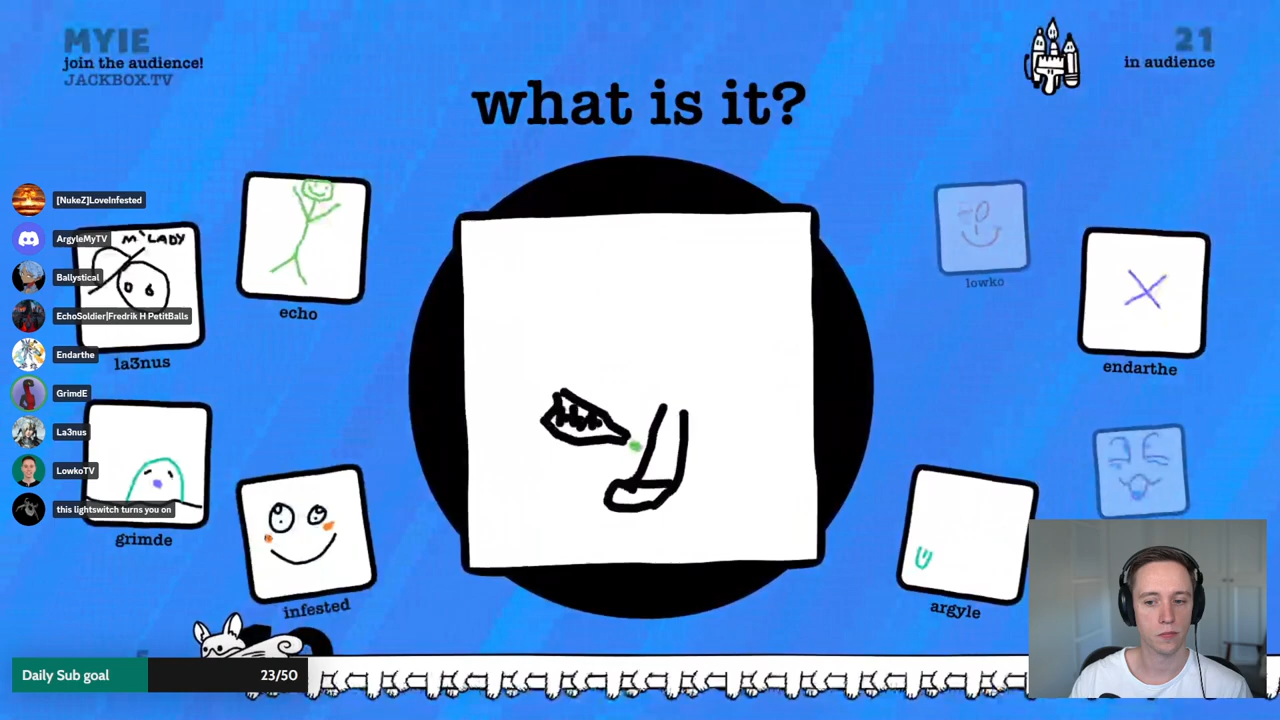 MYIE
join the audience!
JACKBOX.TV
21
in audience
what is it?
[NukeZ]LoveInfested
ArgyleMyTV
M'LADY
Ballystical
EchoSoldier|Fredrik H PetitBalls
echo
lowko
Endarthe
la3nus
endarthe
GrimdE
La3nus
LowkoTV
this lightswitch turns you on
grimde
infested
argyle
Daily Sub goal
23/50